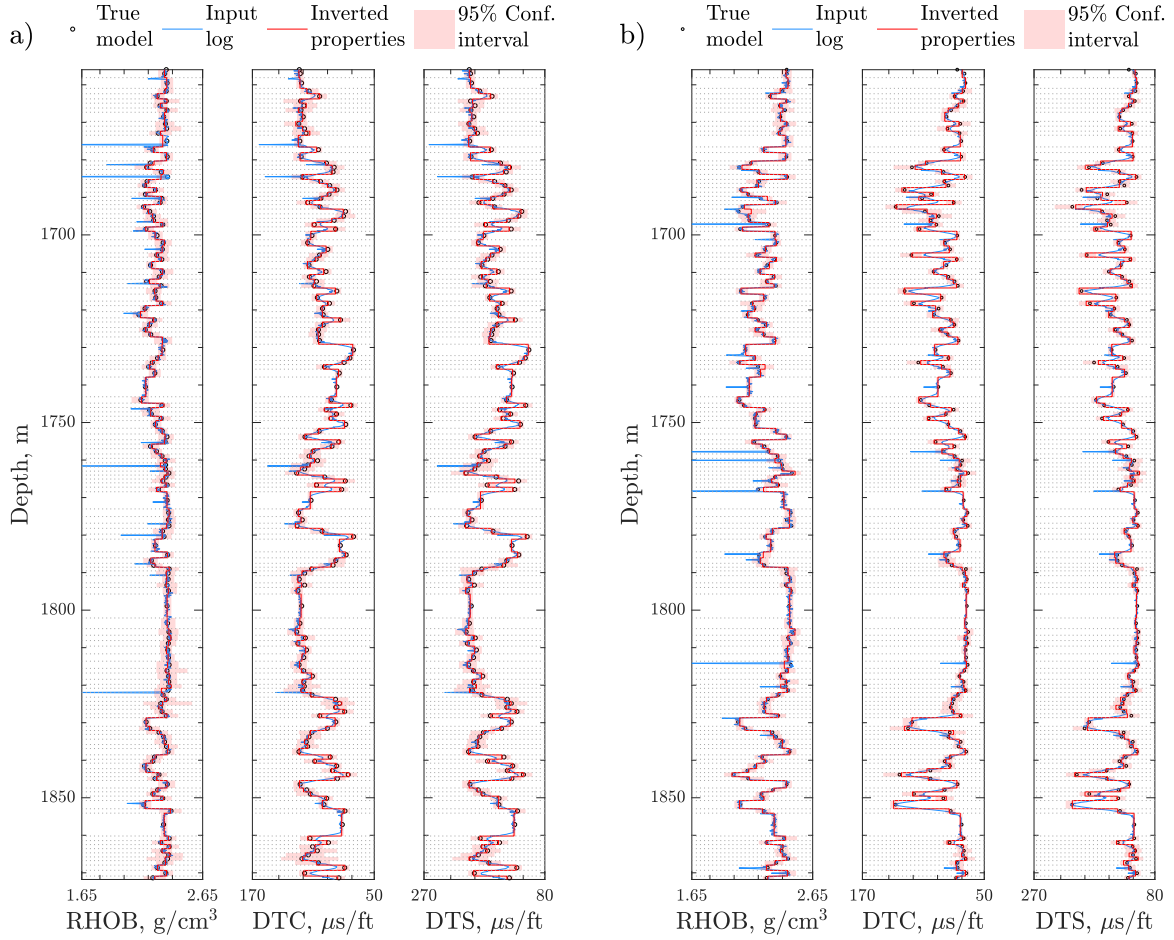 a)
True model
Input log
Inverted properties
95% Conf. interval
b)
True model
Input log
Inverted properties
95% Conf. interval
Depth, m
1700
1750
1800
1850
1.65 2.65
RHOB, g/cm³
170 50
DTC, μs/ft
270 80
DTS, μs/ft
Depth, m
1700
1750
1800
1850
1.65 2.65
RHOB, g/cm³
170 50
DTC, μs/ft
270 80
DTS, μs/ft